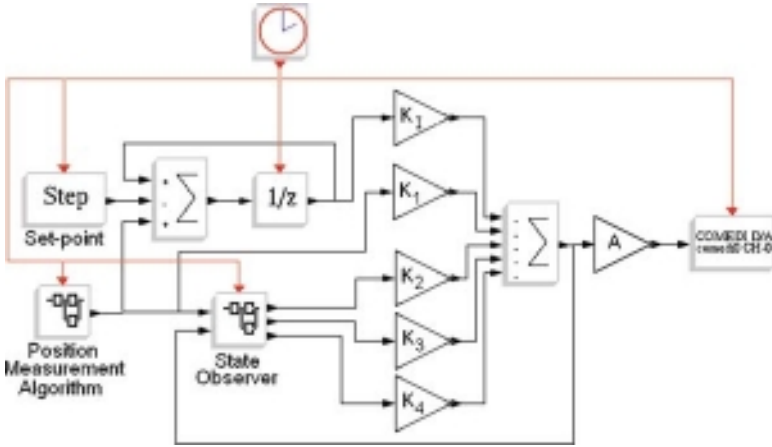 K1
+
-
+
Step
1/z
K1
Set-point
A
COMEDI D/A
K2
Position
Measurement
Algorithm
State
Observer
K3
K4